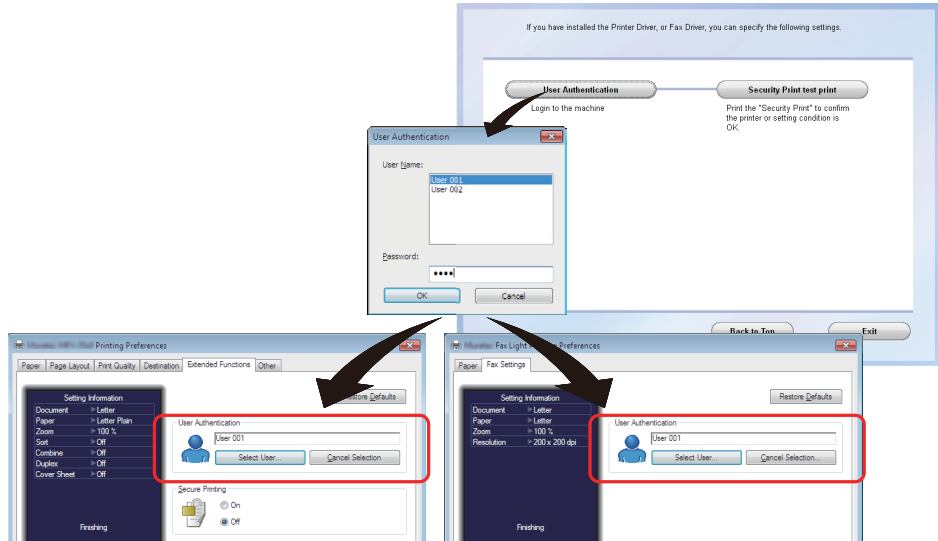 If you have installed the Printer Driver, or Fax Driver, you can specify the following settings.
User Authentication
Security Print test print
Login to the machine
Print the "Security Print" to confirm
the printer or setting condition is
OK.
User Authentication
User Name:
User 001
User 002
Password:
••••
OK
Cancel
Back to Top
Exit
Printing Preferences
Paper
Page Layout
Print Quality
Destination
Extended Functions
Other
Restore Defaults
Setting Information
Document Letter
Paper Letter Plain
Zoom 100 %
Sort Off
Combine Off
Duplex Off
Cover Sheet Off
Finishing
User Authentication
User 001
Select User...
Cancel Selection
Secure Printing
On
Off
Fax Light Preferences
Paper
Fax Settings
Restore Defaults
Setting Information
Document Letter
Paper Letter
Zoom 100 %
Resolution 200 x 200 dpi
Finishing
User Authentication
User 001
Select User...
Cancel Selection...